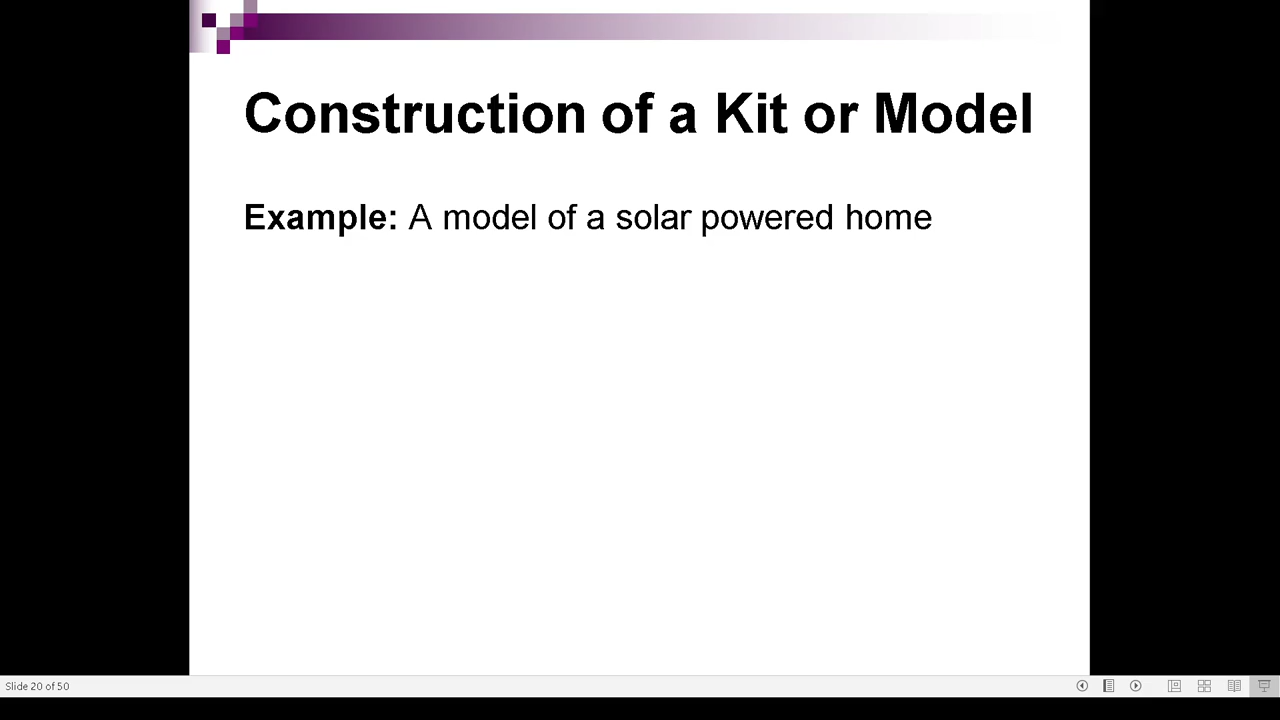 Construction of a Kit or Model
Example: A model of a solar powered home
Slide 20 of 50